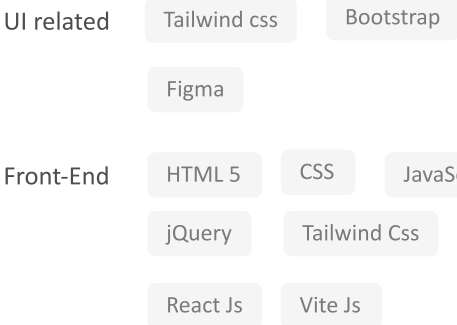 UI related Tailwind css Bootstrap
Figma
Front-End HTML 5 CSS
jQuery Tailwind Css
React Js Vite Js